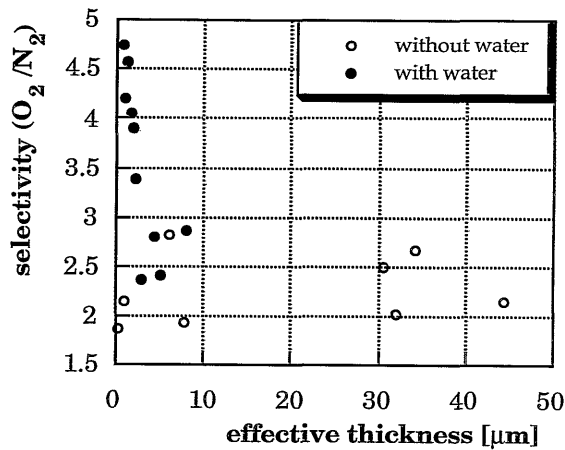 5
4.5
4
3.5
3
2.5
2
1.5
selectivity (O2/N2)
without water
with water
0 10 20 30 40 50
effective thickness [μm]